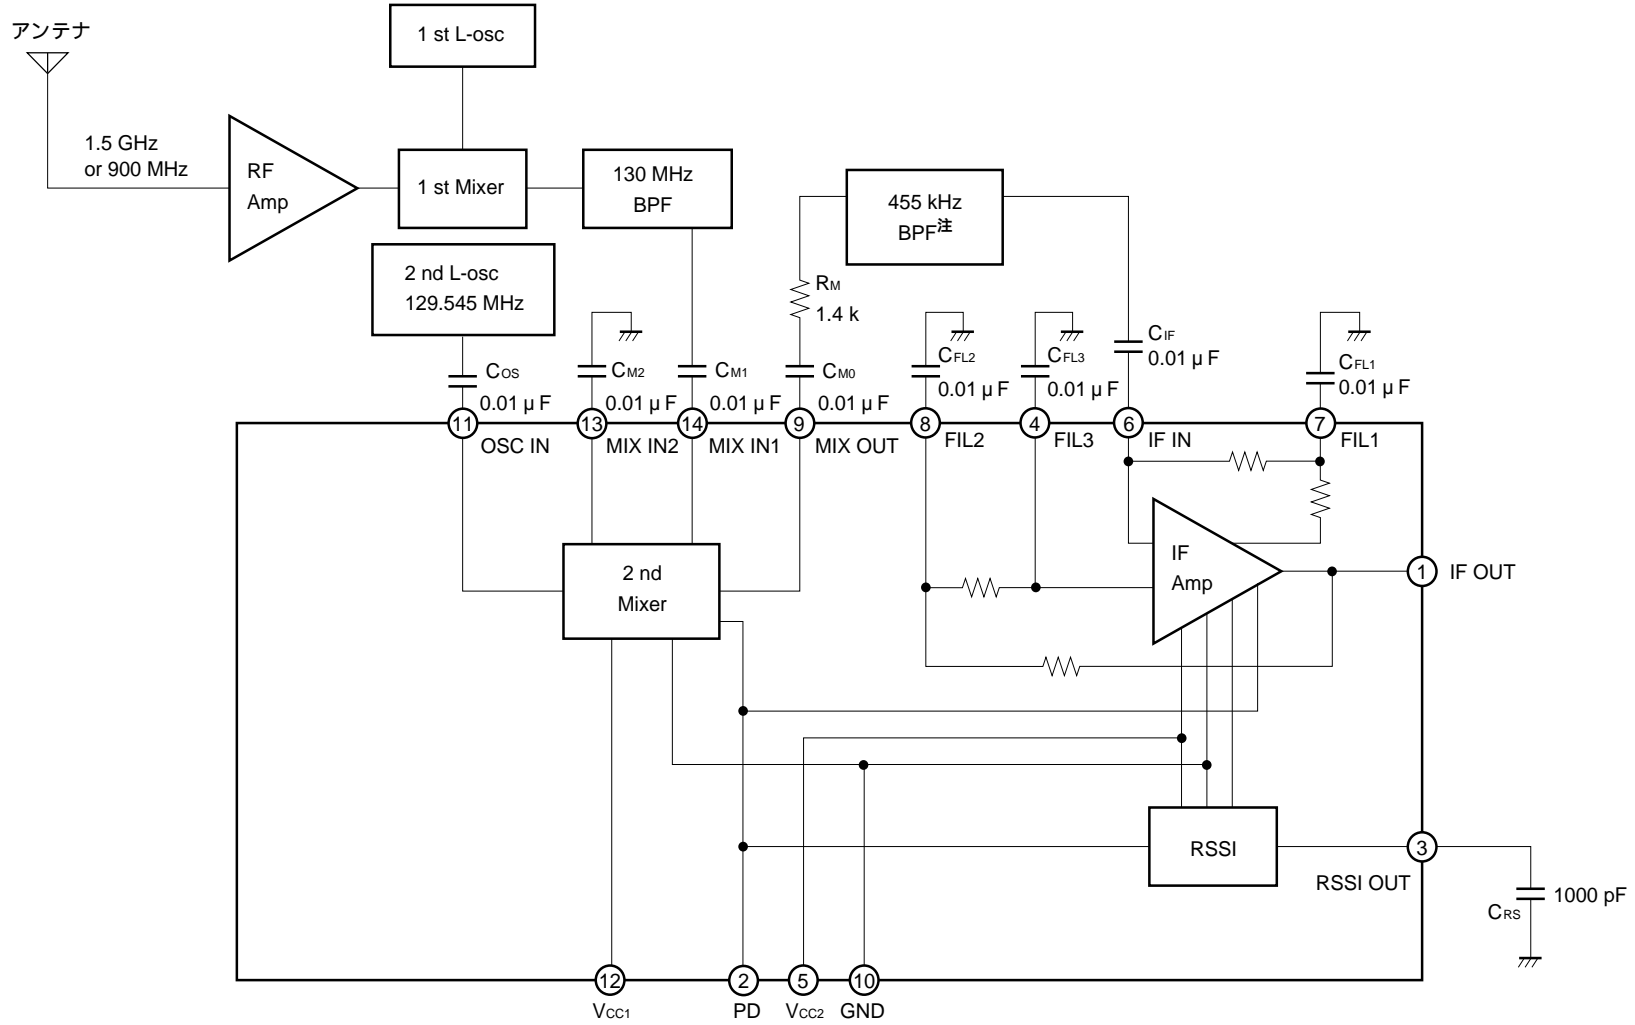 アンテナ
1 st L-osc
1.5 GHz
or 900 MHz
RF
Amp
1 st Mixer
130 MHz
BPF
455 kHz
BPF注
2 nd L-osc
129.545 MHz
RM
1.4 k
COS
0.01 μ F
CM2
0.01 μ F
CM1
0.01 μ F
CM0
0.01 μ F
CFL2
0.01 μ F
CFL3
0.01 μ F
CIF
0.01 μ F
CFL1
0.01 μ F
11
OSC IN
13
MIX IN2
14
MIX IN1
9
MIX OUT
8
FIL2
4
FIL3
6
IF IN
7
FIL1
2 nd
Mixer
IF
Amp
1
IF OUT
RSSI
3
RSSI OUT
1000 pF
CRS
12
VCC1
2
PD
5
VCC2
10
GND